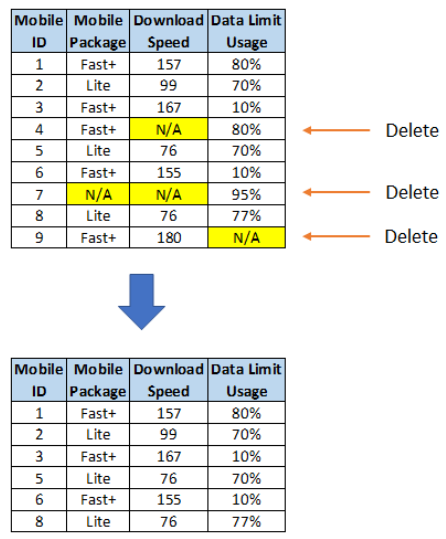 Mobile Mobile Download Data Limit
ID Package Speed Usage
1 Fast+ 157 80%
2 Lite 99 70%
3 Fast+ 167 10%
4 Fast+ N/A 80% Delete
5 Lite 76 70%
6 Fast+ 155 10%
7 N/A N/A 95% Delete
8 Lite 76 77%
9 Fast+ 180 N/A Delete
Mobile Mobile Download Data Limit
ID Package Speed Usage
1 Fast+ 157 80%
2 Lite 99 70%
3 Fast+ 167 10%
5 Lite 76 70%
6 Fast+ 155 10%
8 Lite 76 77%